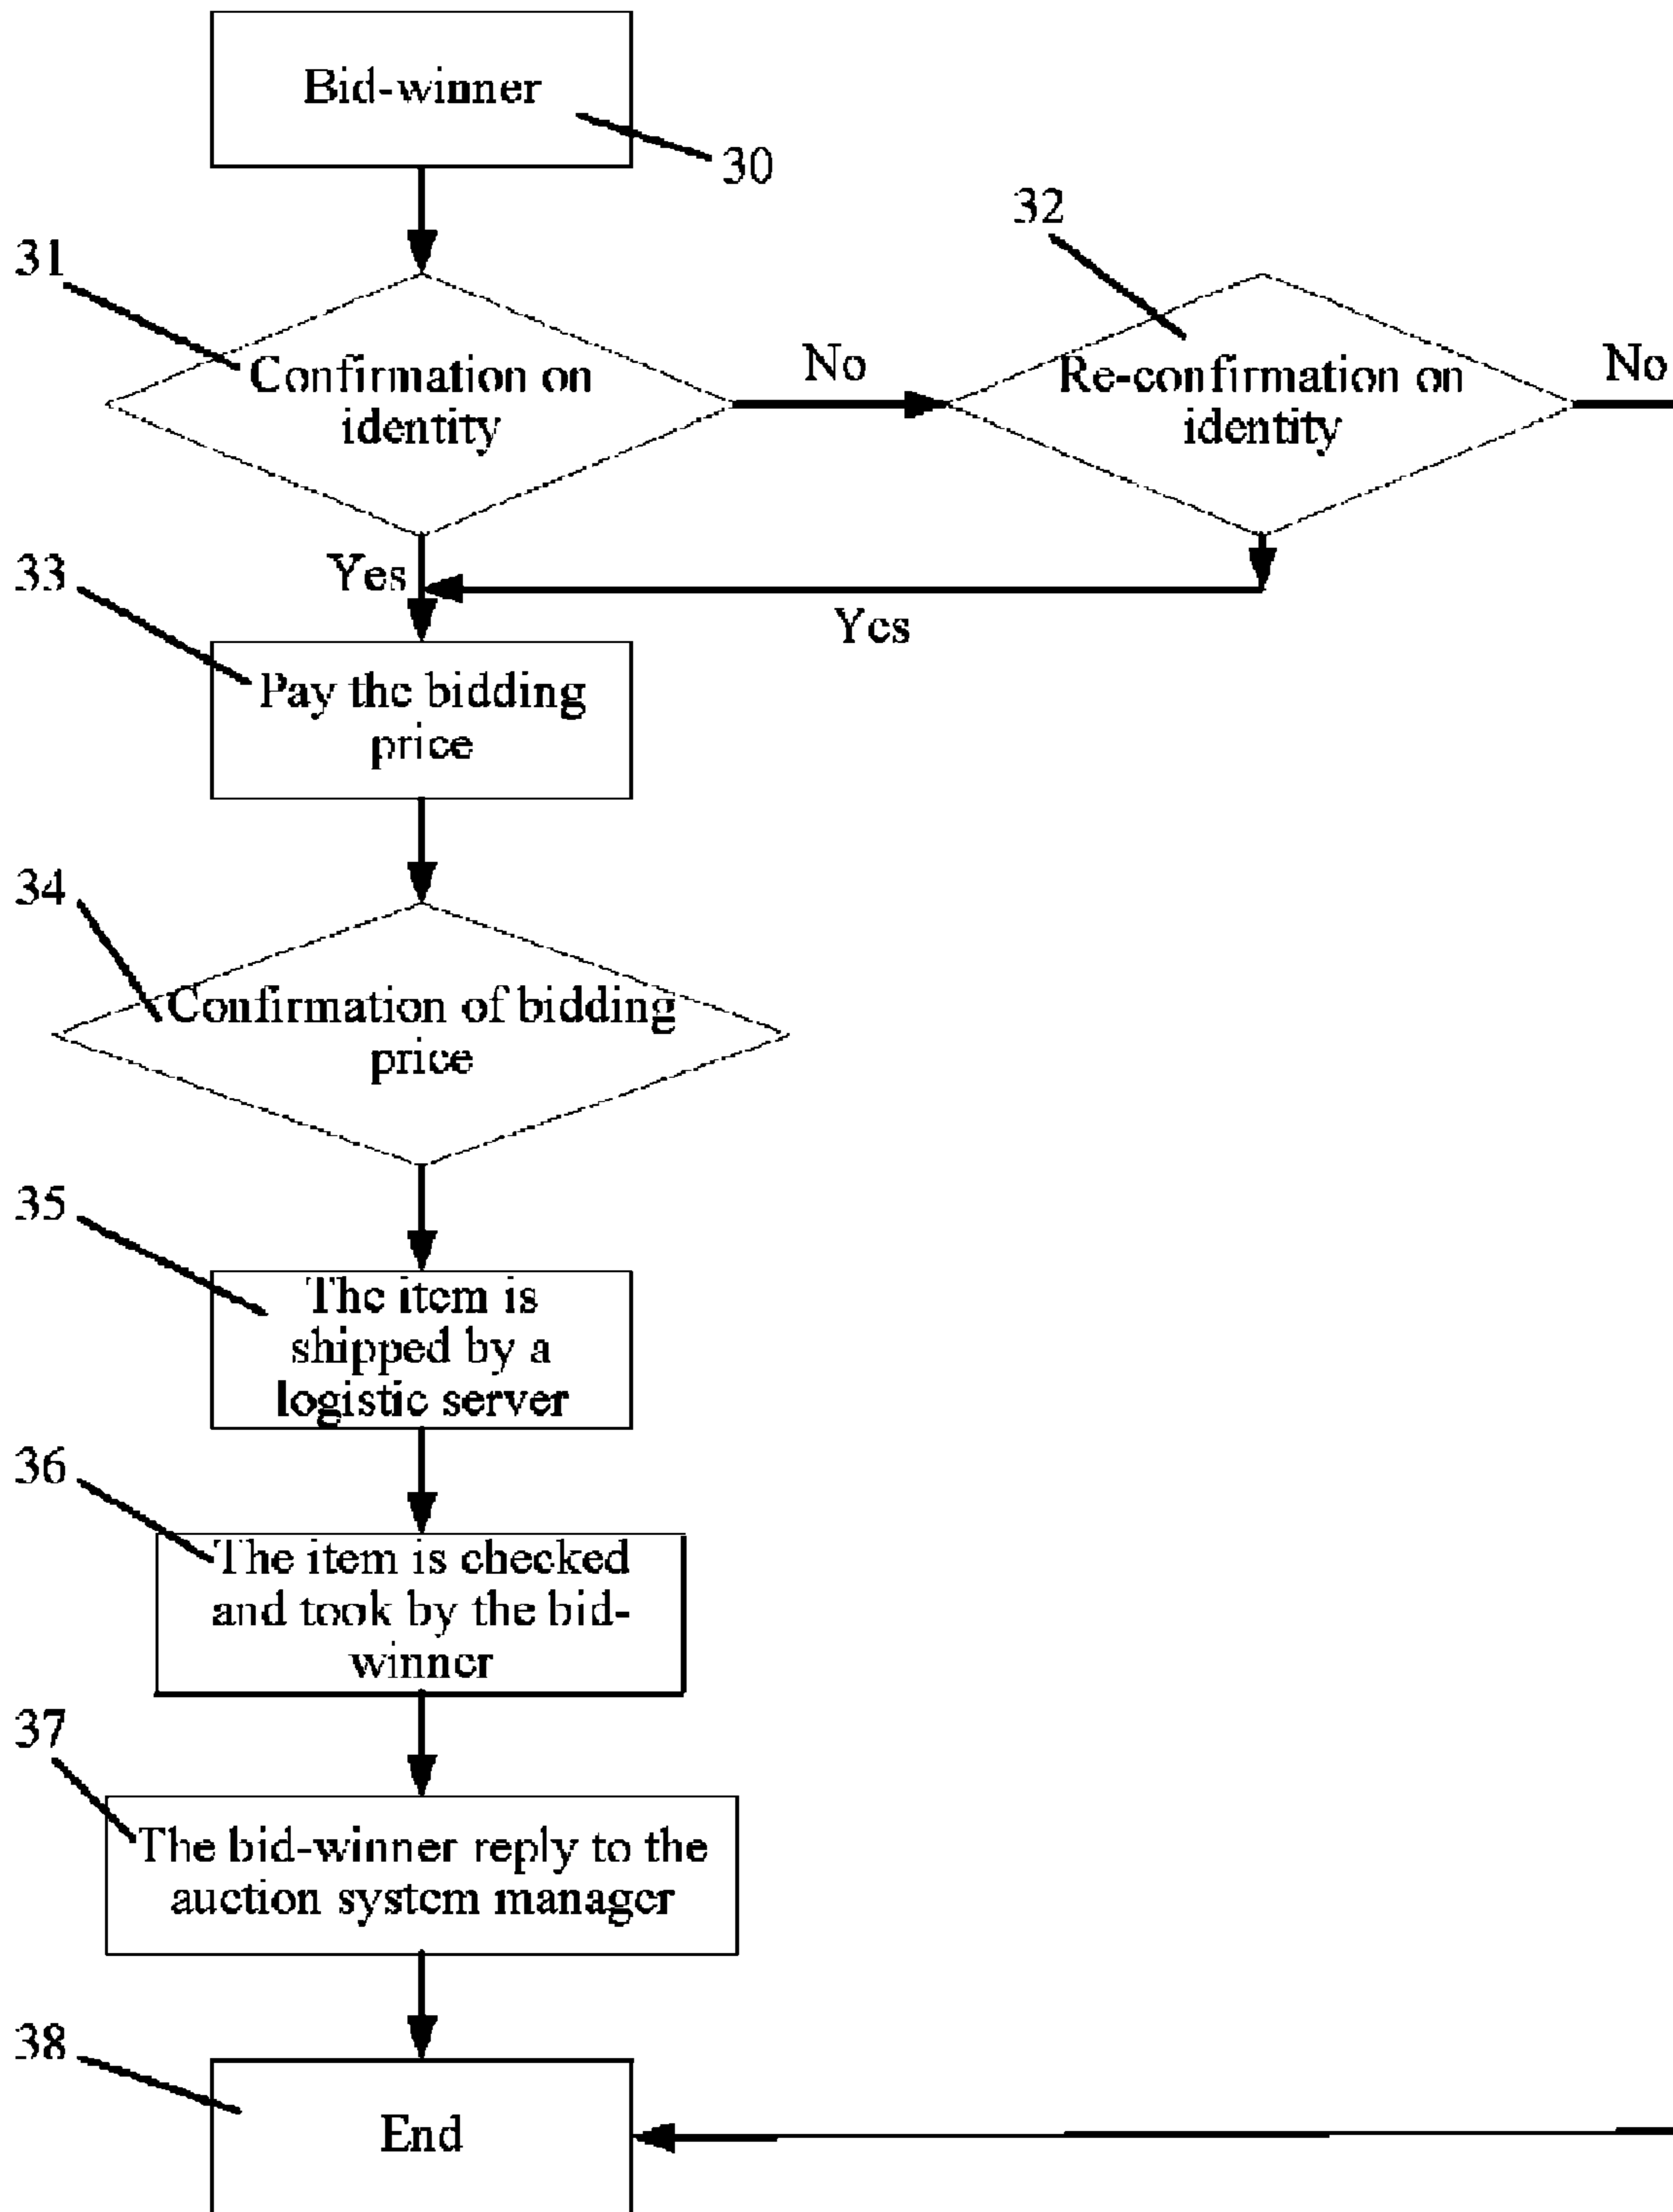 Bid-winner
30
32
31
Confirmation on
identity
No
Re-confirmation on
identity
No
33
Yes
Yes
Pay the bidding
price
34
Confirmation of bidding
price
35
The item is
shipped by a
logistic server
36
The item is checked
and took by the bid-
winner
37
The bid-winner reply to the
auction system manager
38
End